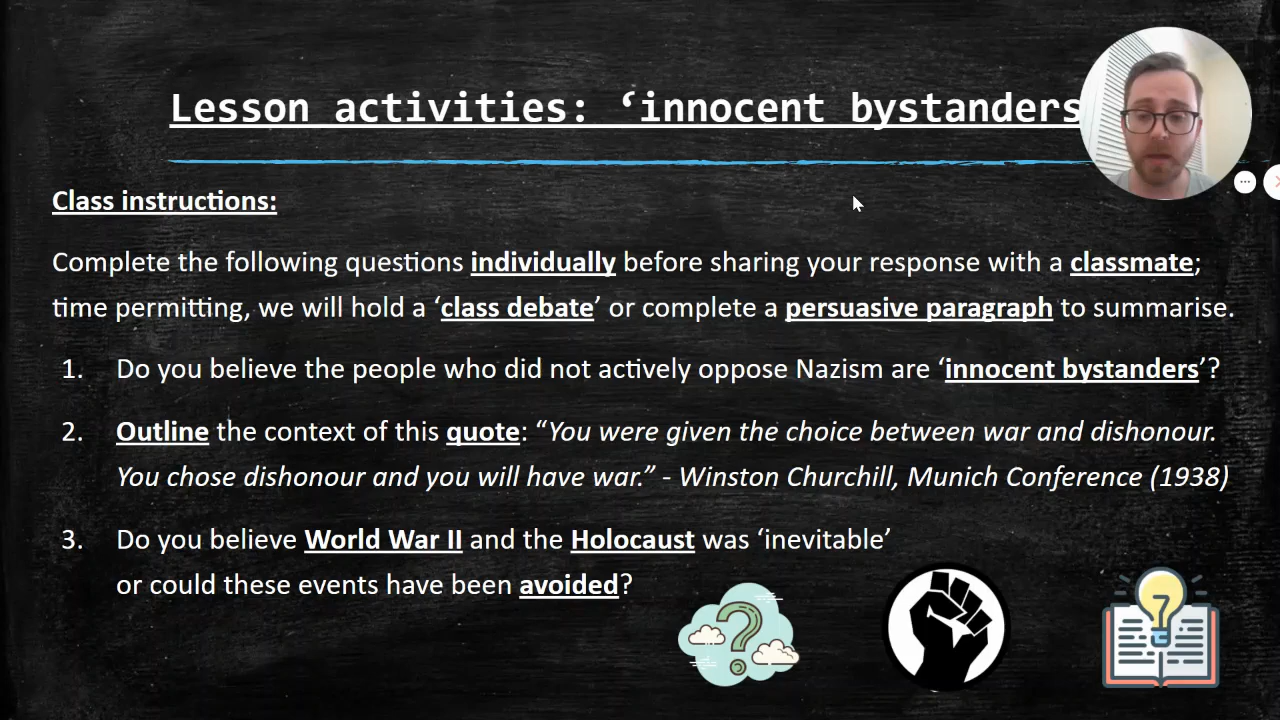 Lesson activities: ‘innocent bystanders
Class instructions:
Complete the following questions individually before sharing your response with a classmate;
time permitting, we will hold a ‘class debate’ or complete a persuasive paragraph to summarise.
1. Do you believe the people who did not actively oppose Nazism are ‘innocent bystanders’?
2. Outline the context of this quote: “You were given the choice between war and dishonour.
You chose dishonour and you will have war.” - Winston Churchill, Munich Conference (1938)
3. Do you believe World War II and the Holocaust was ‘inevitable’
or could these events have been avoided?
?